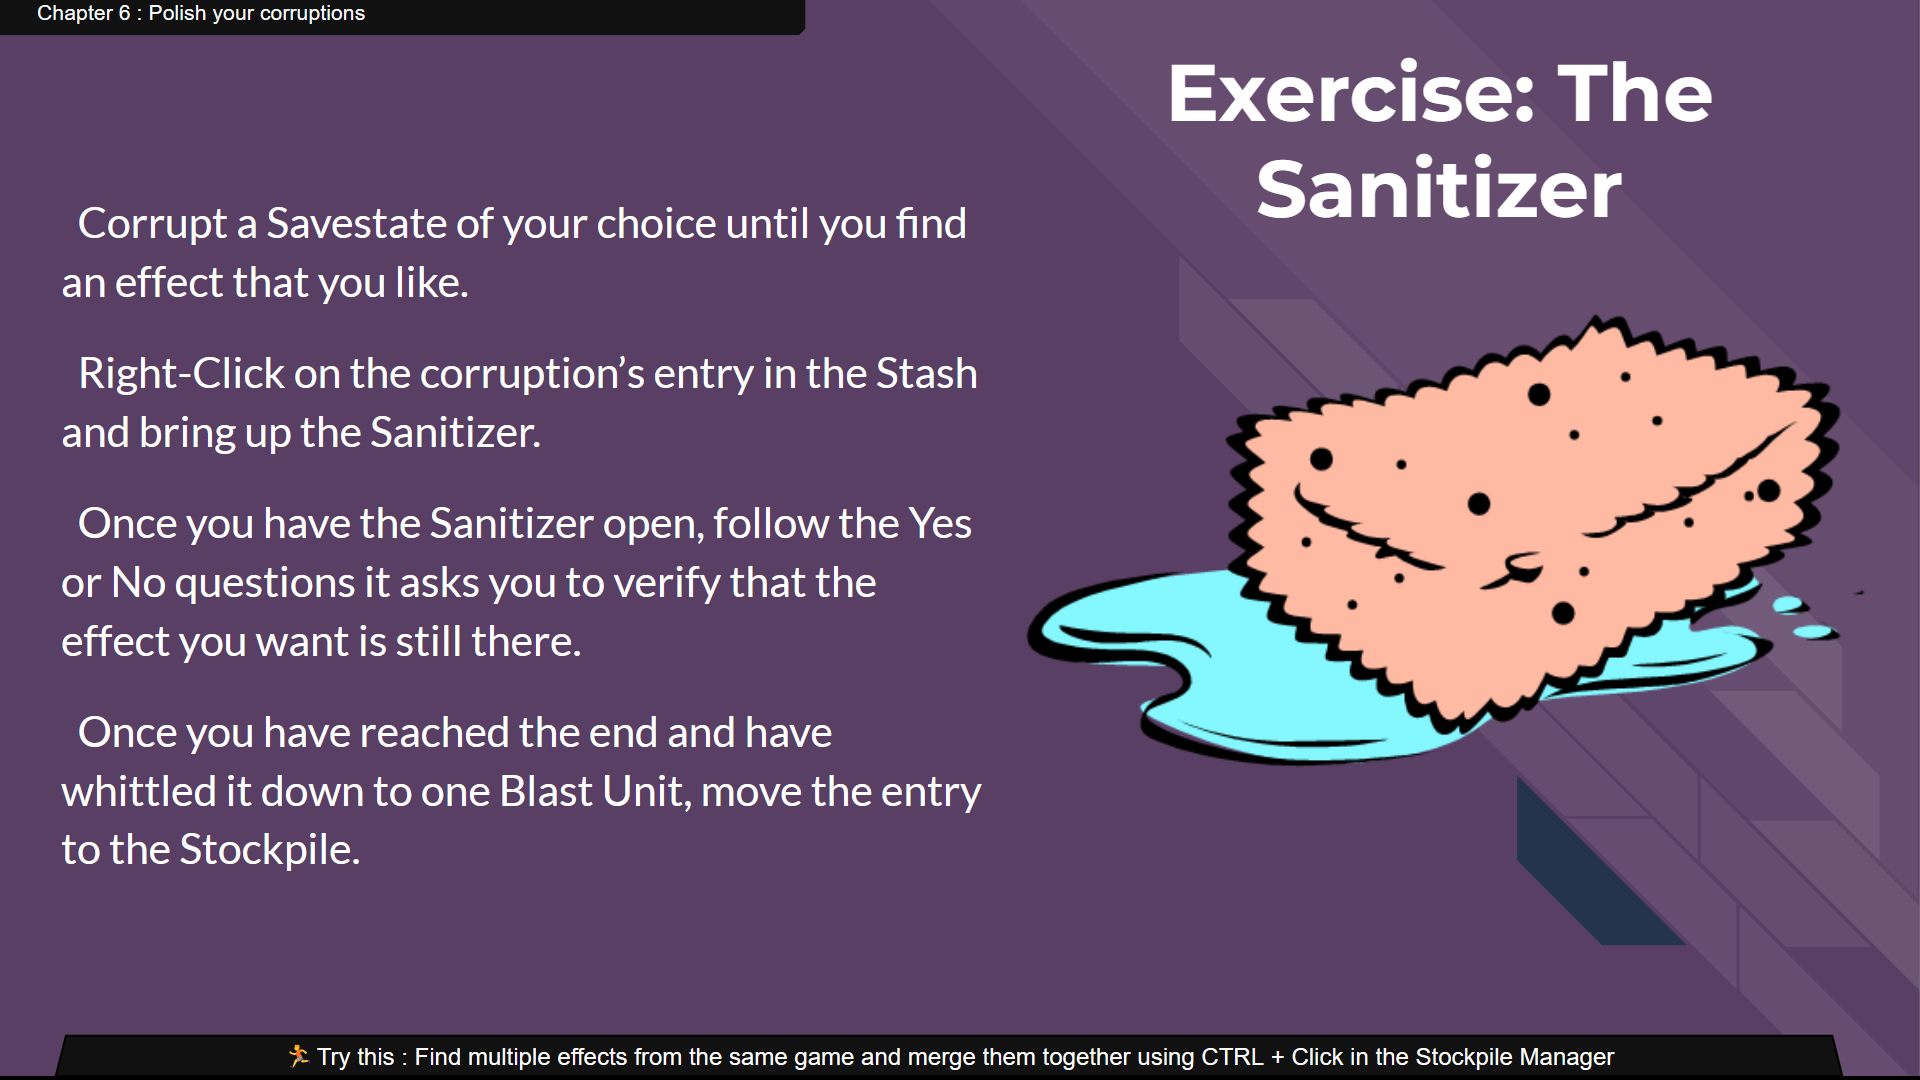 Chapter 6 : Polish your corruptions
Exercise: The
Sanitizer
Corrupt a Savestate of your choice until you find
an effect that you like.
Right-Click on the corruption’s entry in the Stash
and bring up the Sanitizer.
Once you have the Sanitizer open, follow the Yes
or No questions it asks you to verify that the
effect you want is still there.
Once you have reached the end and have
whittled it down to one Blast Unit, move the entry
to the Stockpile.
🏃 Try this : Find multiple effects from the same game and merge them together using CTRL + Click in the Stockpile Manager